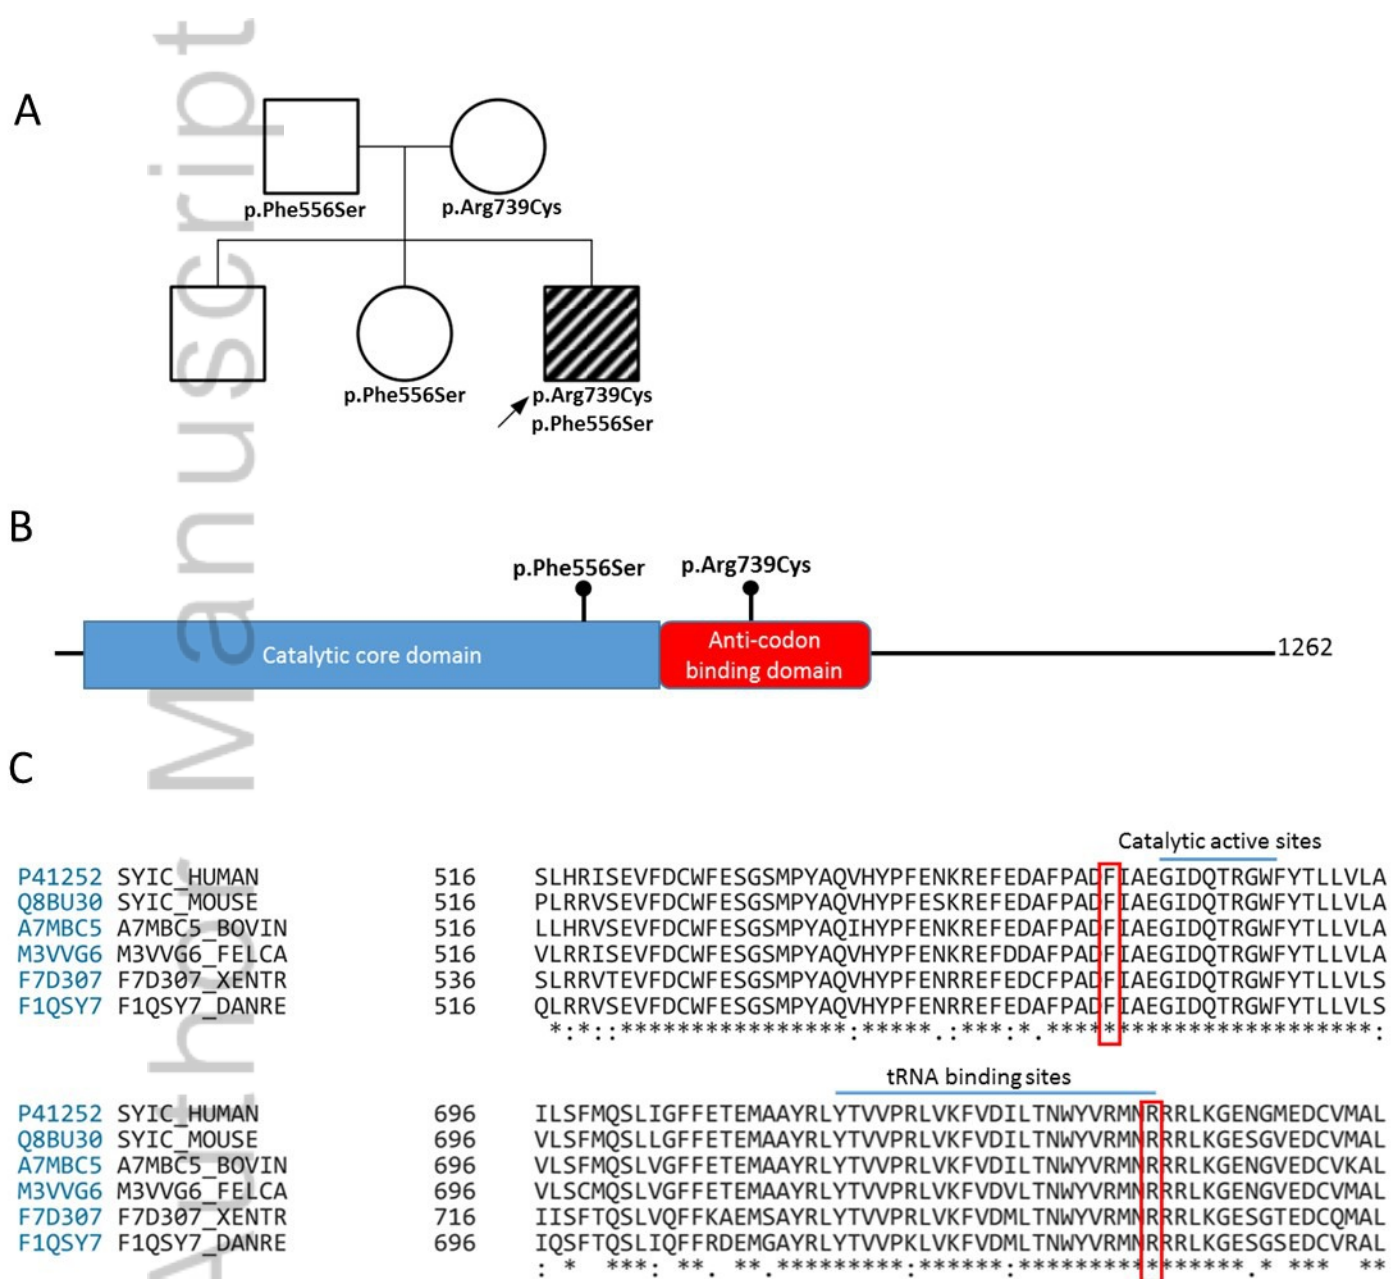 A
p.Phe556Ser
p.Arg739Cys
p.Phe556Ser
p.Arg739Cys
p.Phe556Ser
B
p.Phe556Ser
p.Arg739Cys
Catalytic core domain
Anti-codon
binding domain
1262
C
Catalytic active sites
P41252 SYIC_HUMAN 516 SLHRISEVFDCWFESGSMPYAQVHYPFENKREFEDAFPADFIAEGIDQTRGWFYTLLVLA
Q8BU30 SYIC_MOUSE 516 PLRRVSEVFDCWFESGSMPYAQVHYPFESKREFEDAFPADFIAEGIDQTRGWFYTLLVLA
A7MBC5 A7MBC5_BOVIN 516 LLHRVSEVFDCWFESGSMPYAQIHYPFENKREFEDAFPADFIAEGIDQTRGWFYTLLVLA
M3VVG6 M3VVG6_FELCA 516 VLRRISEVFDCWFESGSMPYAQVHYPFENRREFEDAFPADFIAEGIDQTRGWFYTLLVLA
F7D307 F7D307_XENTR 536 SLRRVTEVFDCWFESGSMPYAQVHYPFENRREFEDCFPADFIAEGIDQTRGWFYTLLVLS
F1QSY7 F1QSY7_DANRE 516 QLRRVSEVFDCWFESGSMPYAQVHYPFENRREFEDAFPADFIAEGIDQTRGWFYTLLVLS
 *:*::****************:*****.:***:*.*******************:
tRNA binding sites
P41252 SYIC_HUMAN 696 ILSFMQSLIGFFETEMAAYRLYTVVPRLVKFVDILTNWYVRMNRRRLKGENGMEDCVMAL
Q8BU30 SYIC_MOUSE 696 VLSFMQSLLGFFETEMAAYRLYTVVPRLVKFVDILTNWYVRMNRRRLKGESGVEDCVMAL
A7MBC5 A7MBC5_BOVIN 696 VLSFMQSLVGFFETEMAAYRLYTVVPRLVKFVDILTNWYVRMNRRRLKGENGVEDCVKAL
M3VVG6 M3VVG6_FELCA 696 VLSCMQSLVGFFETEMAAYRLYTVVPRLVKFVDVLTNWYVRMNRRRLKGENGVEDCVMAL
F7D307 F7D307_XENTR 716 IISFTQSLVQFFKAEMSAYRLYTVVPRLVKFVDMLTNWYVRMNRRRLKGESGTEDCQMAL
F1QSY7 F1QSY7_DANRE 696 IQSFTQSLIQFFRDEMGAYRLYTVVPKLVKFVDMLTNWYVRMNRRRLKGESGSEDCVRAL
: * ***: **. **.*********:******:****************.* *** **
Author Manuscript